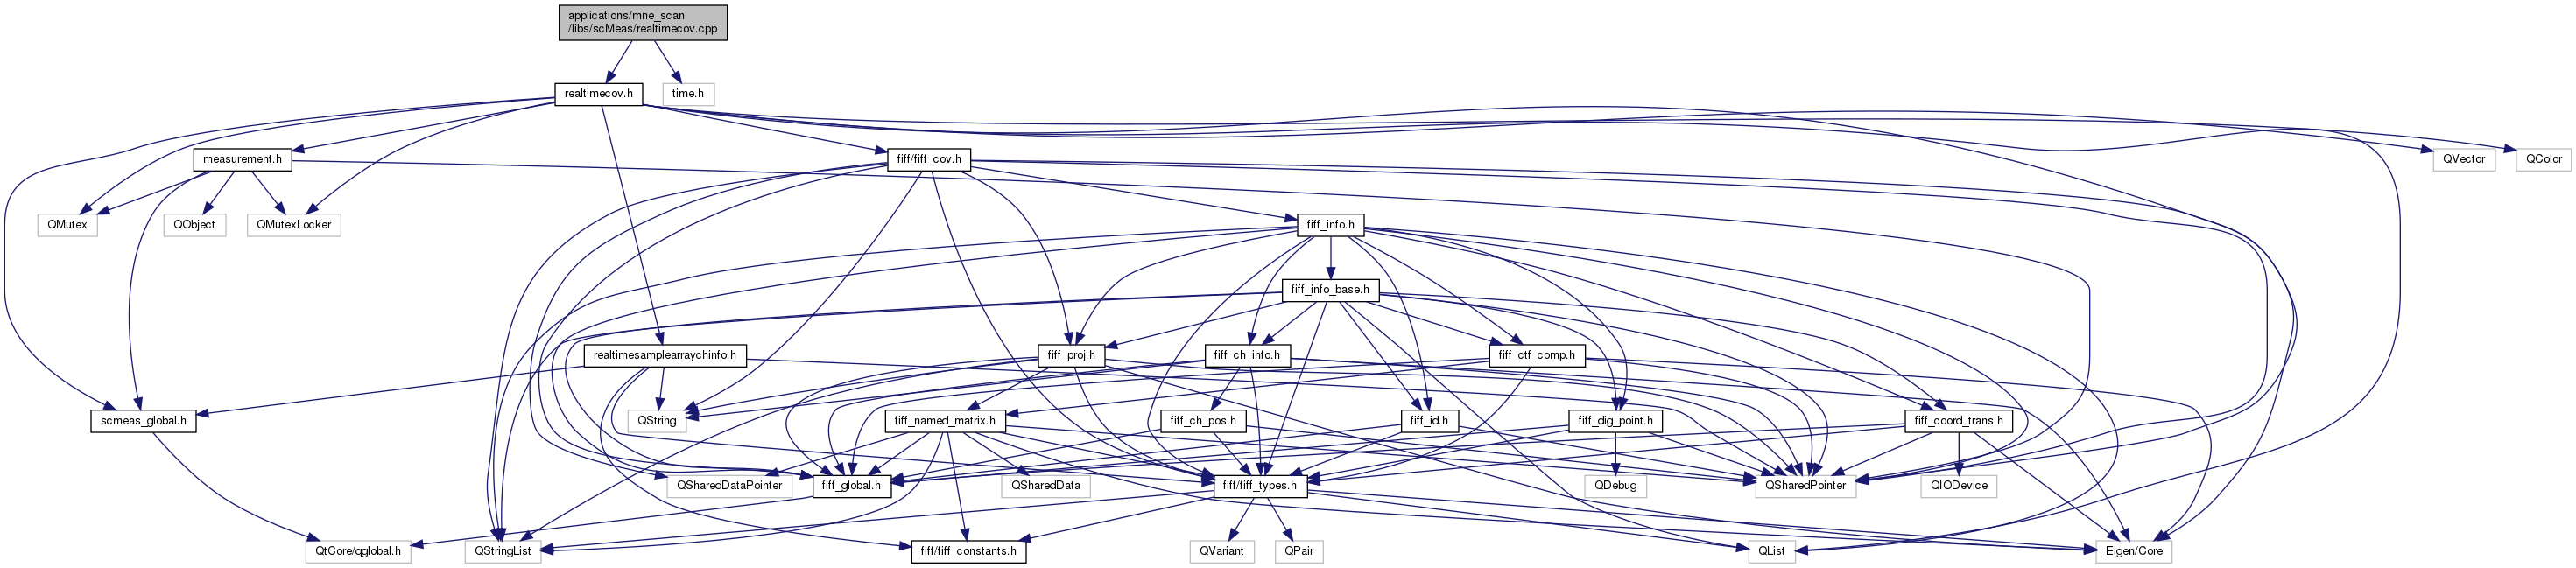 applications/mne_scan
/libs/scMeas/realtimecov.cpp
realtimecov.h
time.h
measurement.h
fiff/fiff_cov.h
QVector
QColor
QMutex
QObject
QMutexLocker
fiff_info.h
fiff_info_base.h
realtimesamplearraychinfo.h
fiff_proj.h
fiff_ch_info.h
fiff_ctf_comp.h
scmeas_global.h
QString
fiff_named_matrix.h
fiff_ch_pos.h
fiff_id.h
fiff_dig_point.h
fiff_coord_trans.h
QSharedDataPointer
fiff_global.h
QSharedData
fiff/fiff_types.h
QDebug
QSharedPointer
QIODevice
QtCore/qglobal.h
QStringList
fiff/fiff_constants.h
QVariant
QPair
QList
Eigen/Core